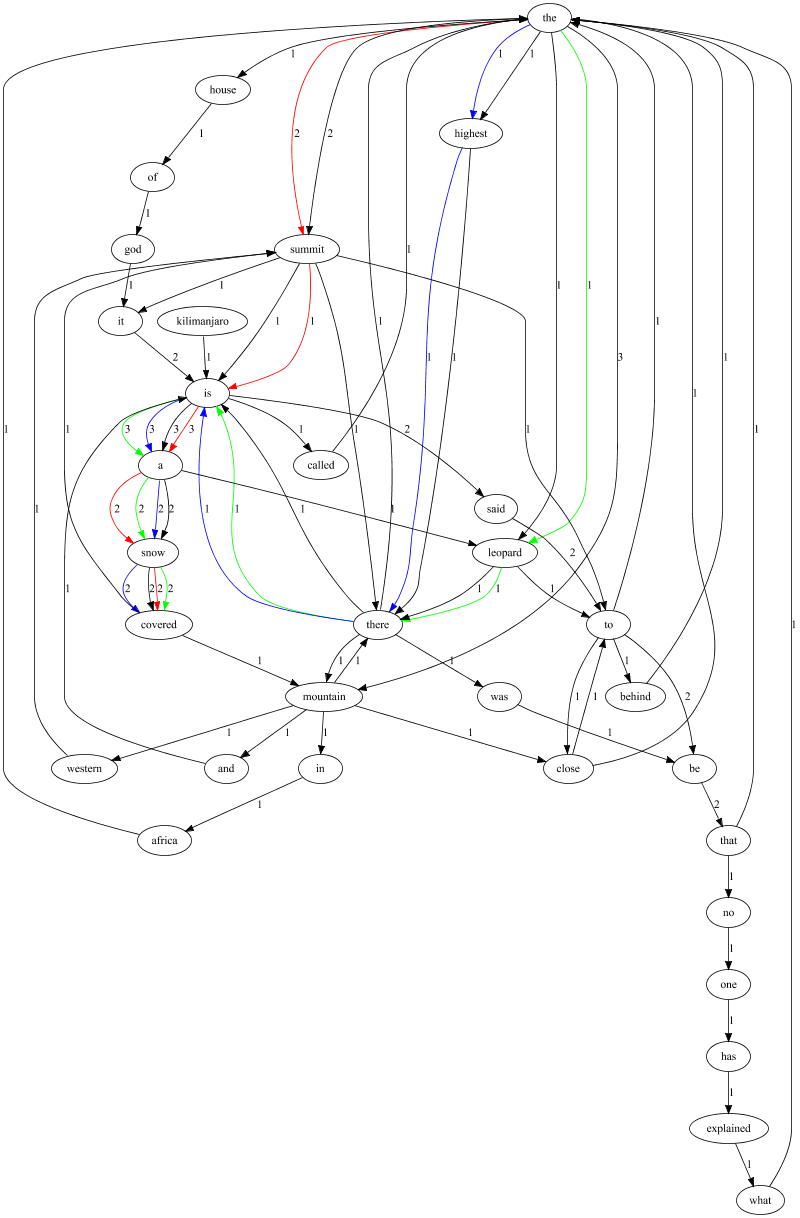 the
1 1 1
house
2 2
highest
1
of
1
god
summit
1 1 1 1 1
it
kilimanjaro
1 1
1 3
2 1
is
1 1 1 1
3 3 3 3 1 2 1 1 1
a
called
2 2 2 2 1
said
1 1 2
snow
leopard
2 2 2 2 1 1 1
covered
there
to
1 1 1 1 1
1 1 2
mountain
was
behind
1 1 1 1 1 1 1
western
and
in
close
be
1 2
africa
that
1
no
1
one
1
has
1
explained
1
what